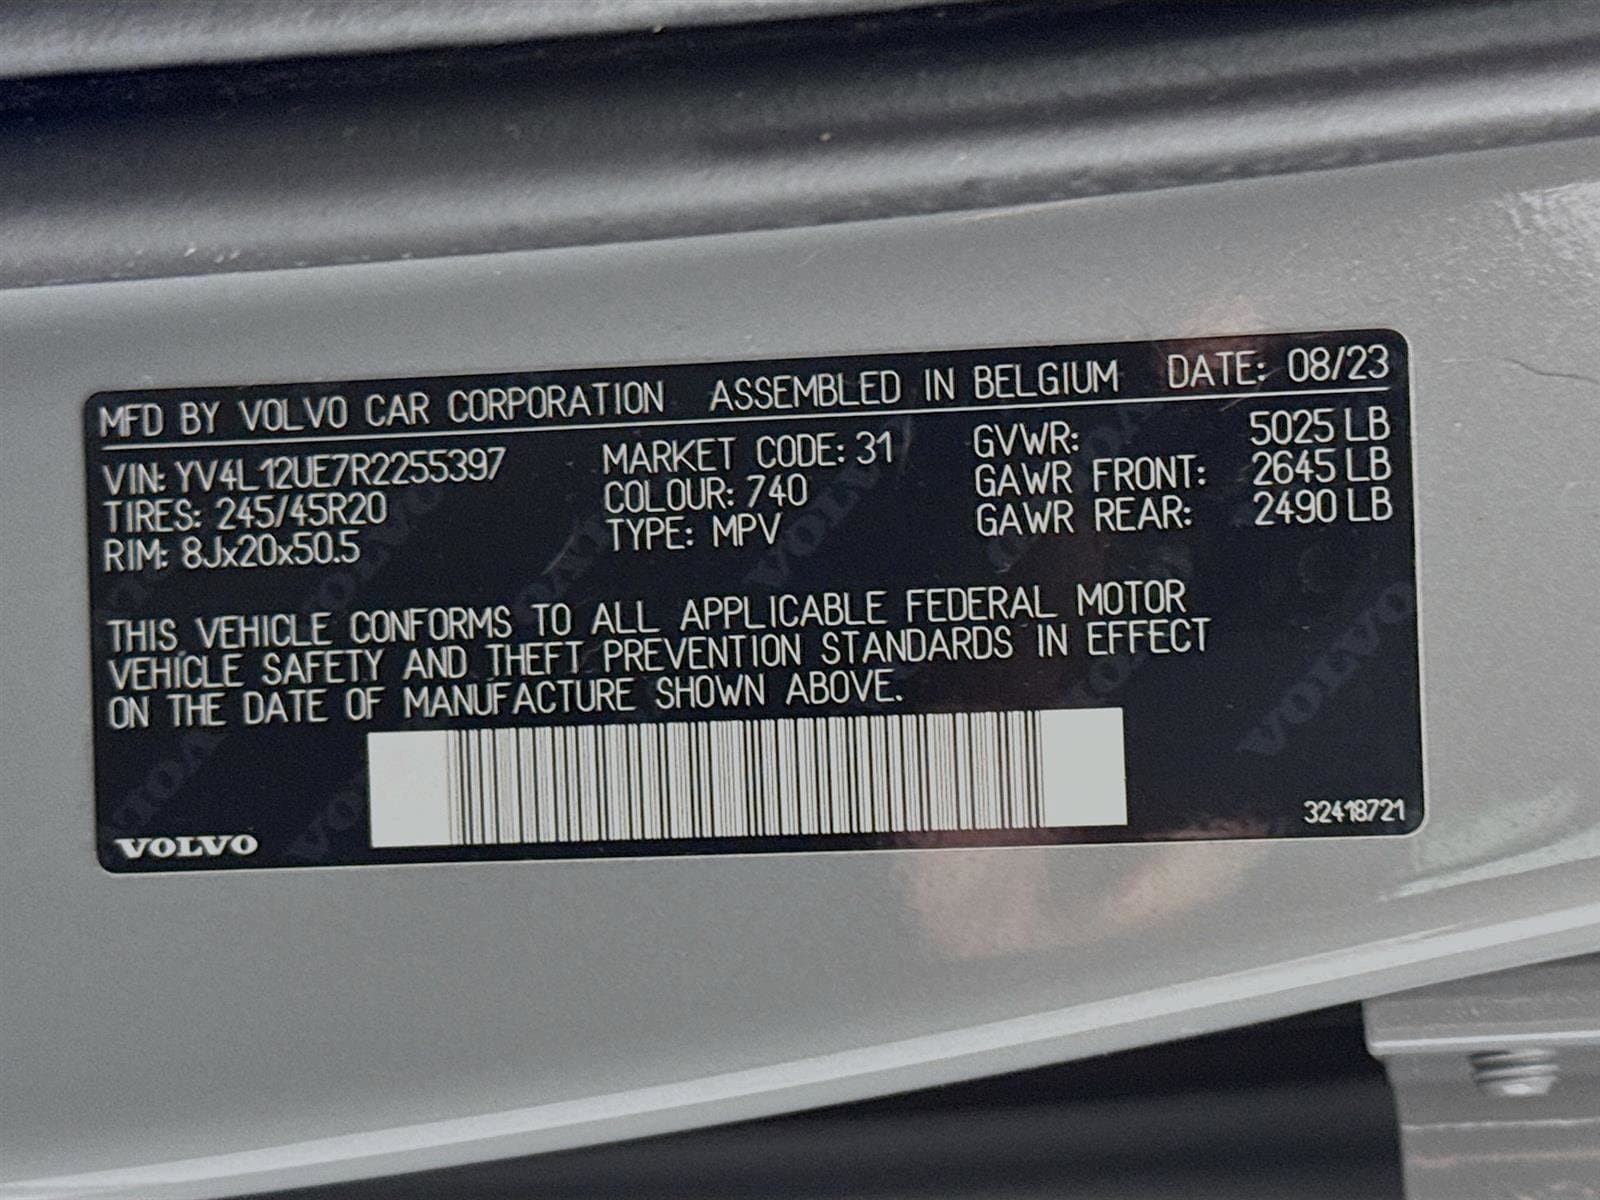 MFD BY VOLVO CAR CORPORATION ASSEMBLED IN BELGIUM DATE: 08/23
VIN: YV4L12UE7R2255397 MARKET CODE: 31 GVWR: 5025 LB
TIRES: 245/45R20 COLOUR: 740 GAWR FRONT: 2645 LB
RIM: 8Jx20x50.5 TYPE: MPV GAWR REAR: 2490 LB
THIS VEHICLE CONFORMS TO ALL APPLICABLE FEDERAL MOTOR
VEHICLE SAFETY AND THEFT PREVENTION STANDARDS IN EFFECT
ON THE DATE OF MANUFACTURE SHOWN ABOVE.
VOLVO 32418721